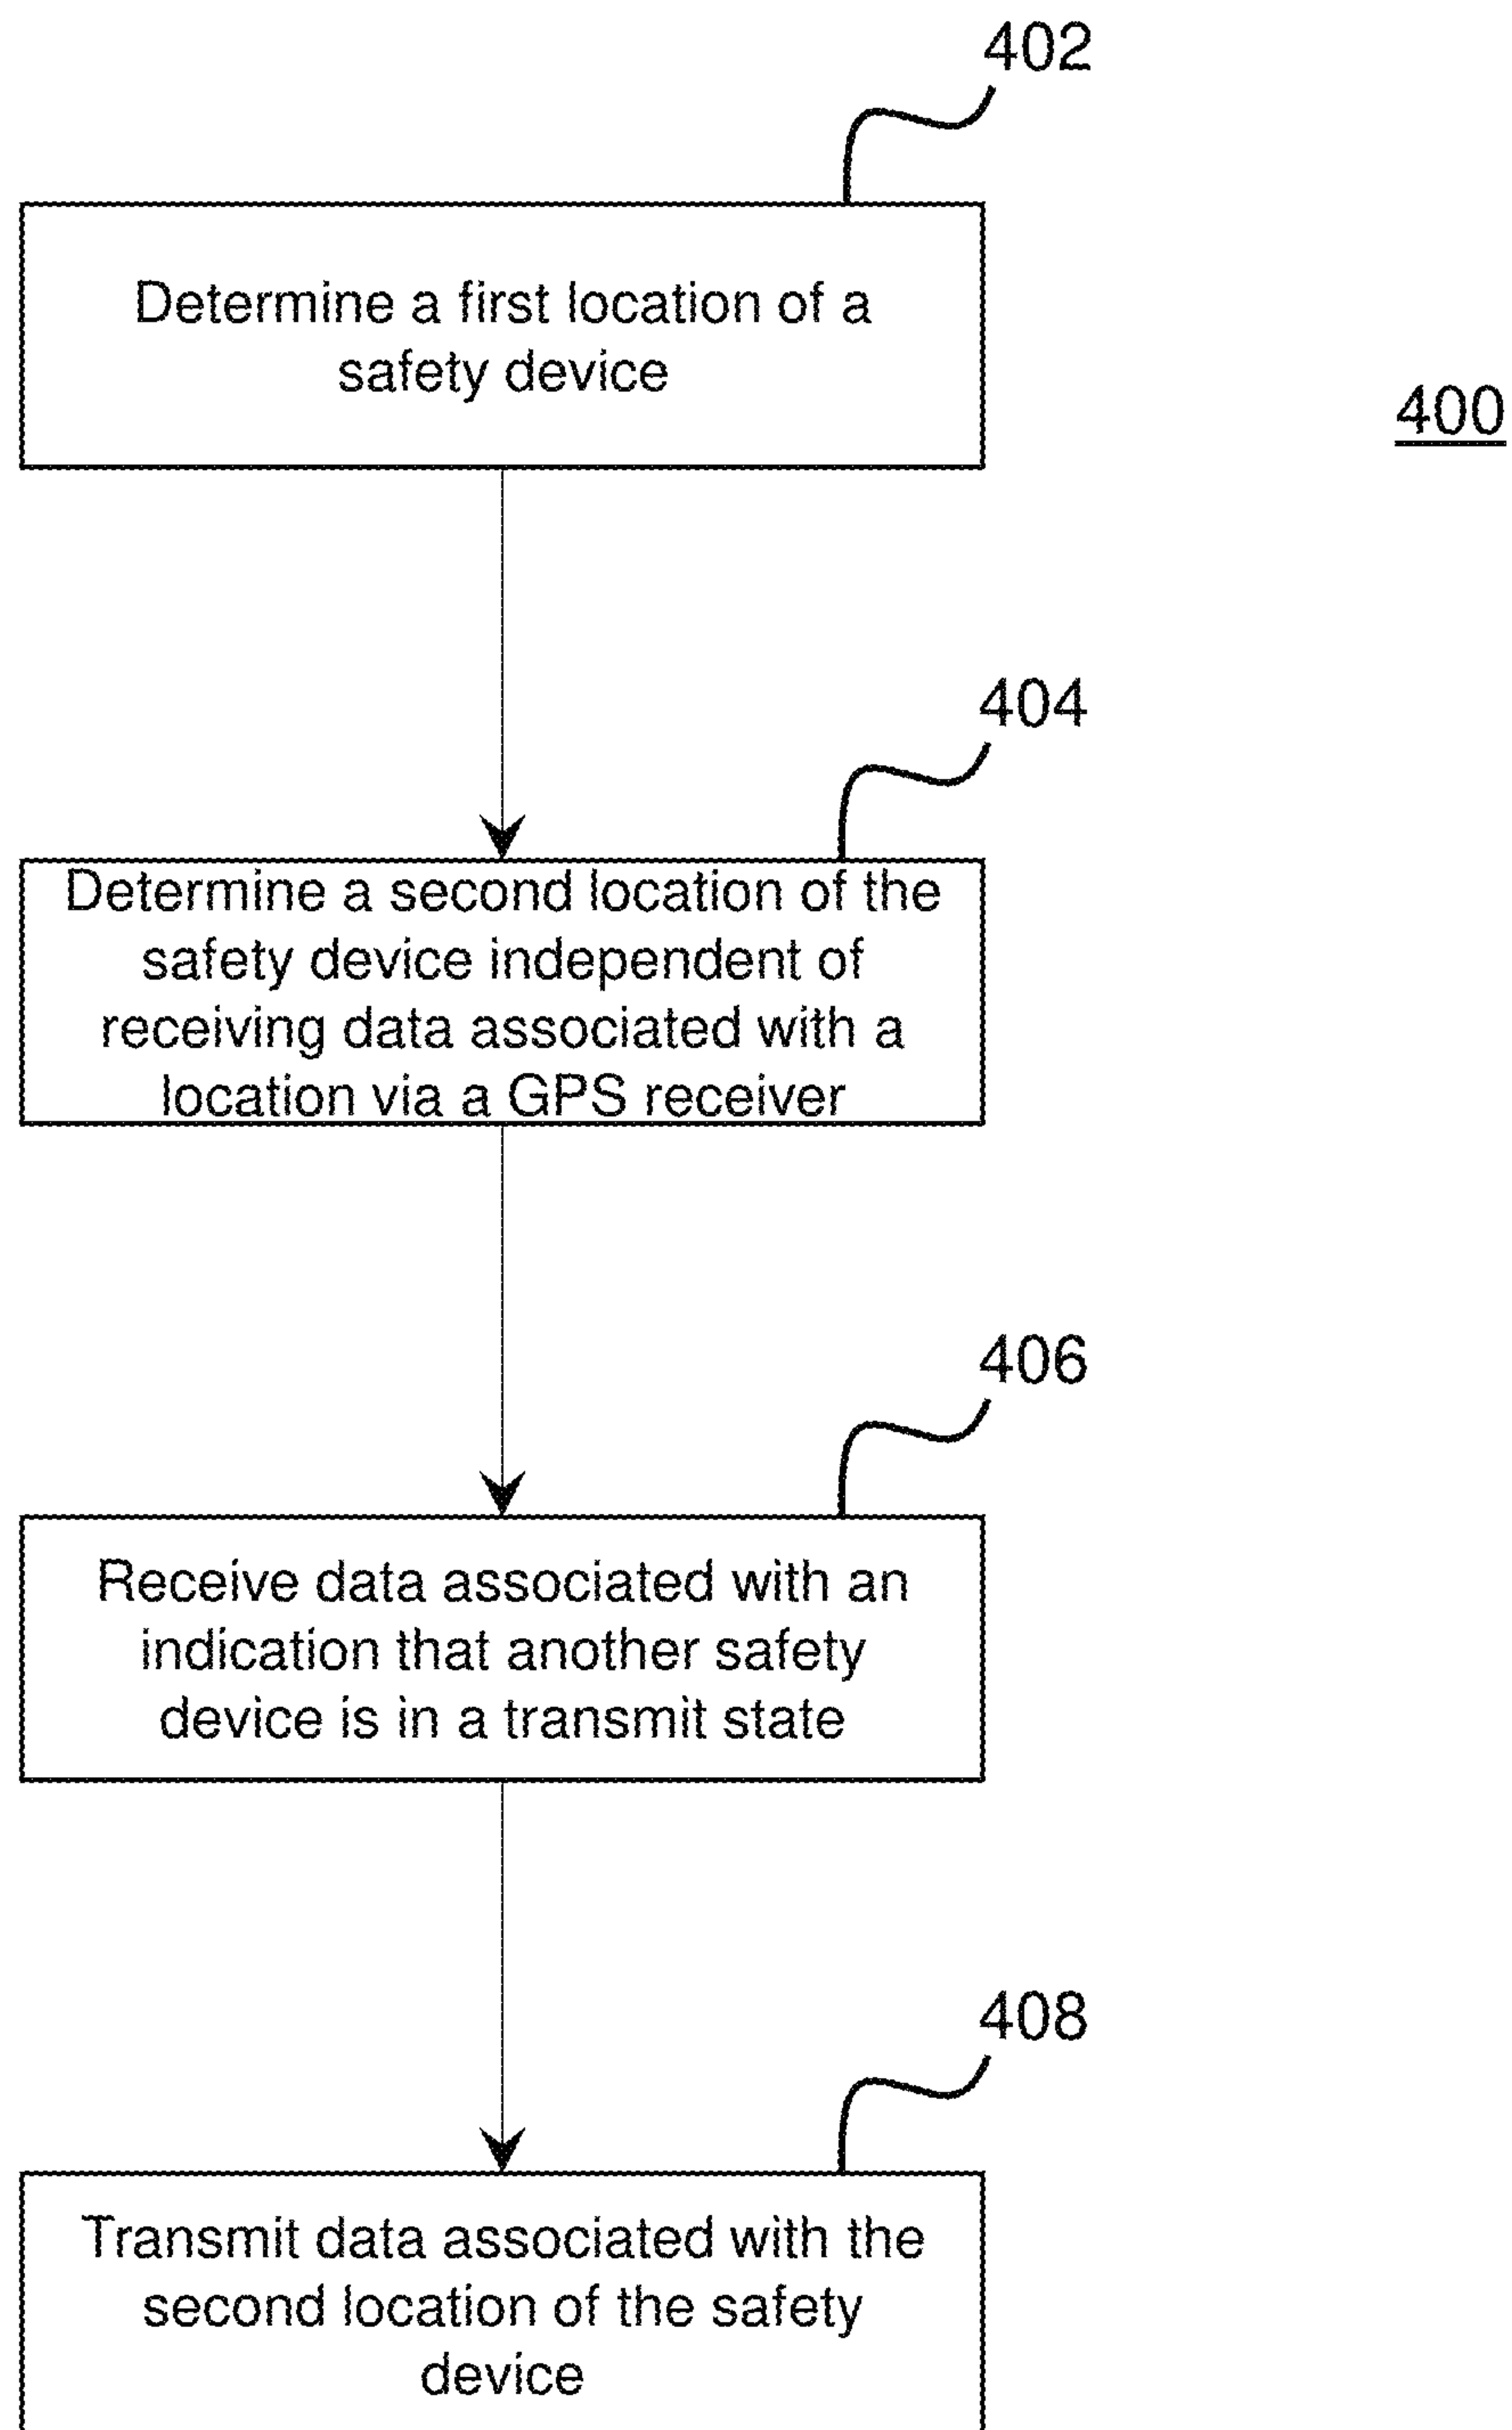 402
Determine a first location of a
safety device
400
404
Determine a second location of the
safety device independent of
receiving data associated with a
location via a GPS receiver
406
Receive data associated with an
indication that another safety
device is in a transmit state
408
Transmit data associated with the
second location of the safety
device